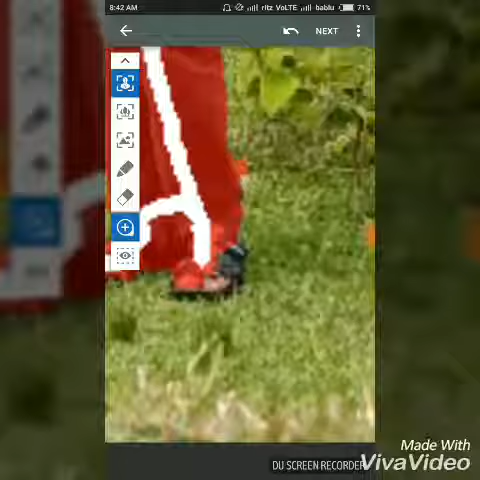 8:42 AM ritz VoLTE bablu 71%
NEXT
Made With
VivaVideo
DU SCREEN RECORDER